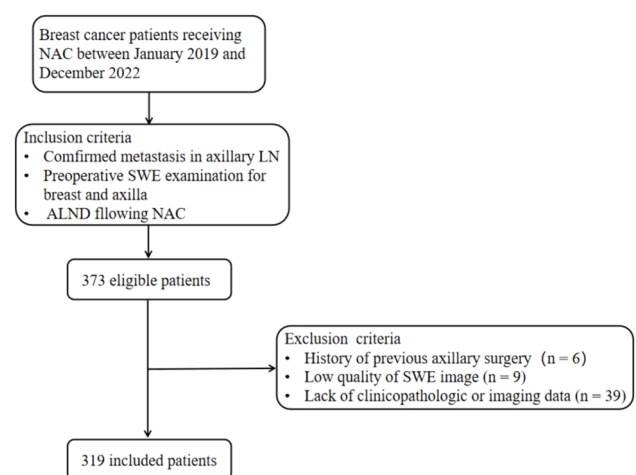 Breast cancer patients receiving
NAC between January 2019 and
December 2022
Inclusion criteria
• Comfirmed metastasis in axillary LN
• Preoperative SWE examination for
breast and axilla
• ALND fllowing NAC
373 eligible patients
Exclusion criteria
• History of previous axillary surgery (n = 6)
• Low quality of SWE image (n = 9)
• Lack of clinicopathologic or imaging data (n = 39)
319 included patients